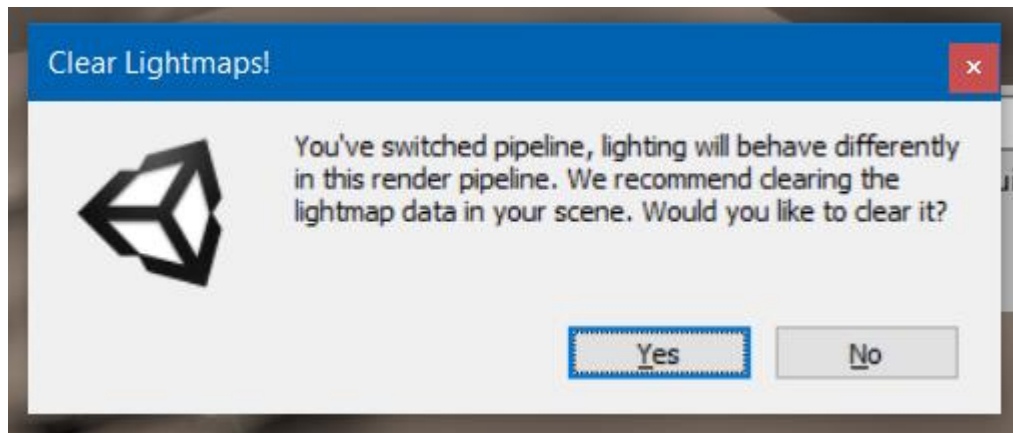 Clear Lightmaps!
You've switched pipeline, lighting will behave differently
in this render pipeline. We recommend clearing the
lightmap data in your scene. Would you like to clear it?
Yes
No